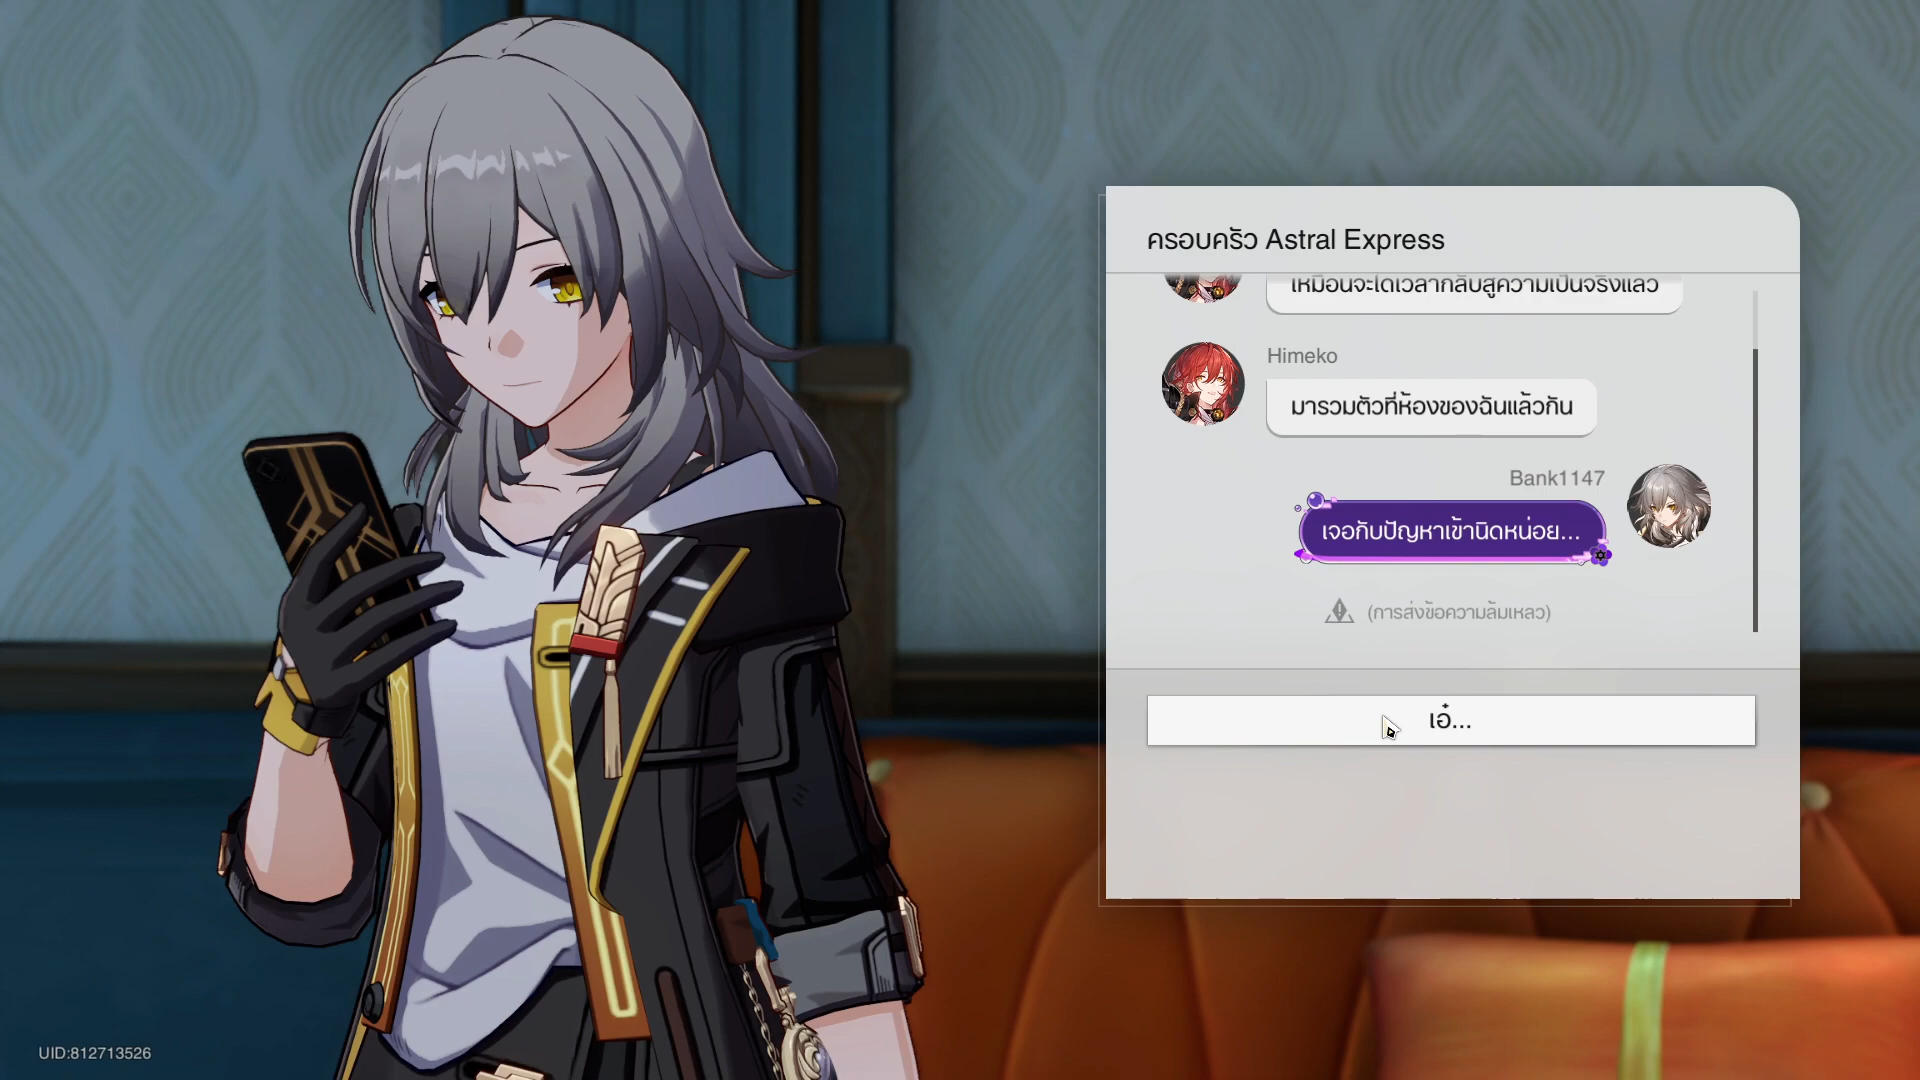 ครอบครัว Astral Express
เหมือนจะได้เวลากลับสู่ความเป็นจริงแล้ว
Himeko
มารวมตัวที่ห้องของฉันแล้วกัน
Bank1147
เจอกับปัญหาเข้านิดหน่อย...
(การส่งข้อความล้มเหลว)
เอ๋...
UID:812713526